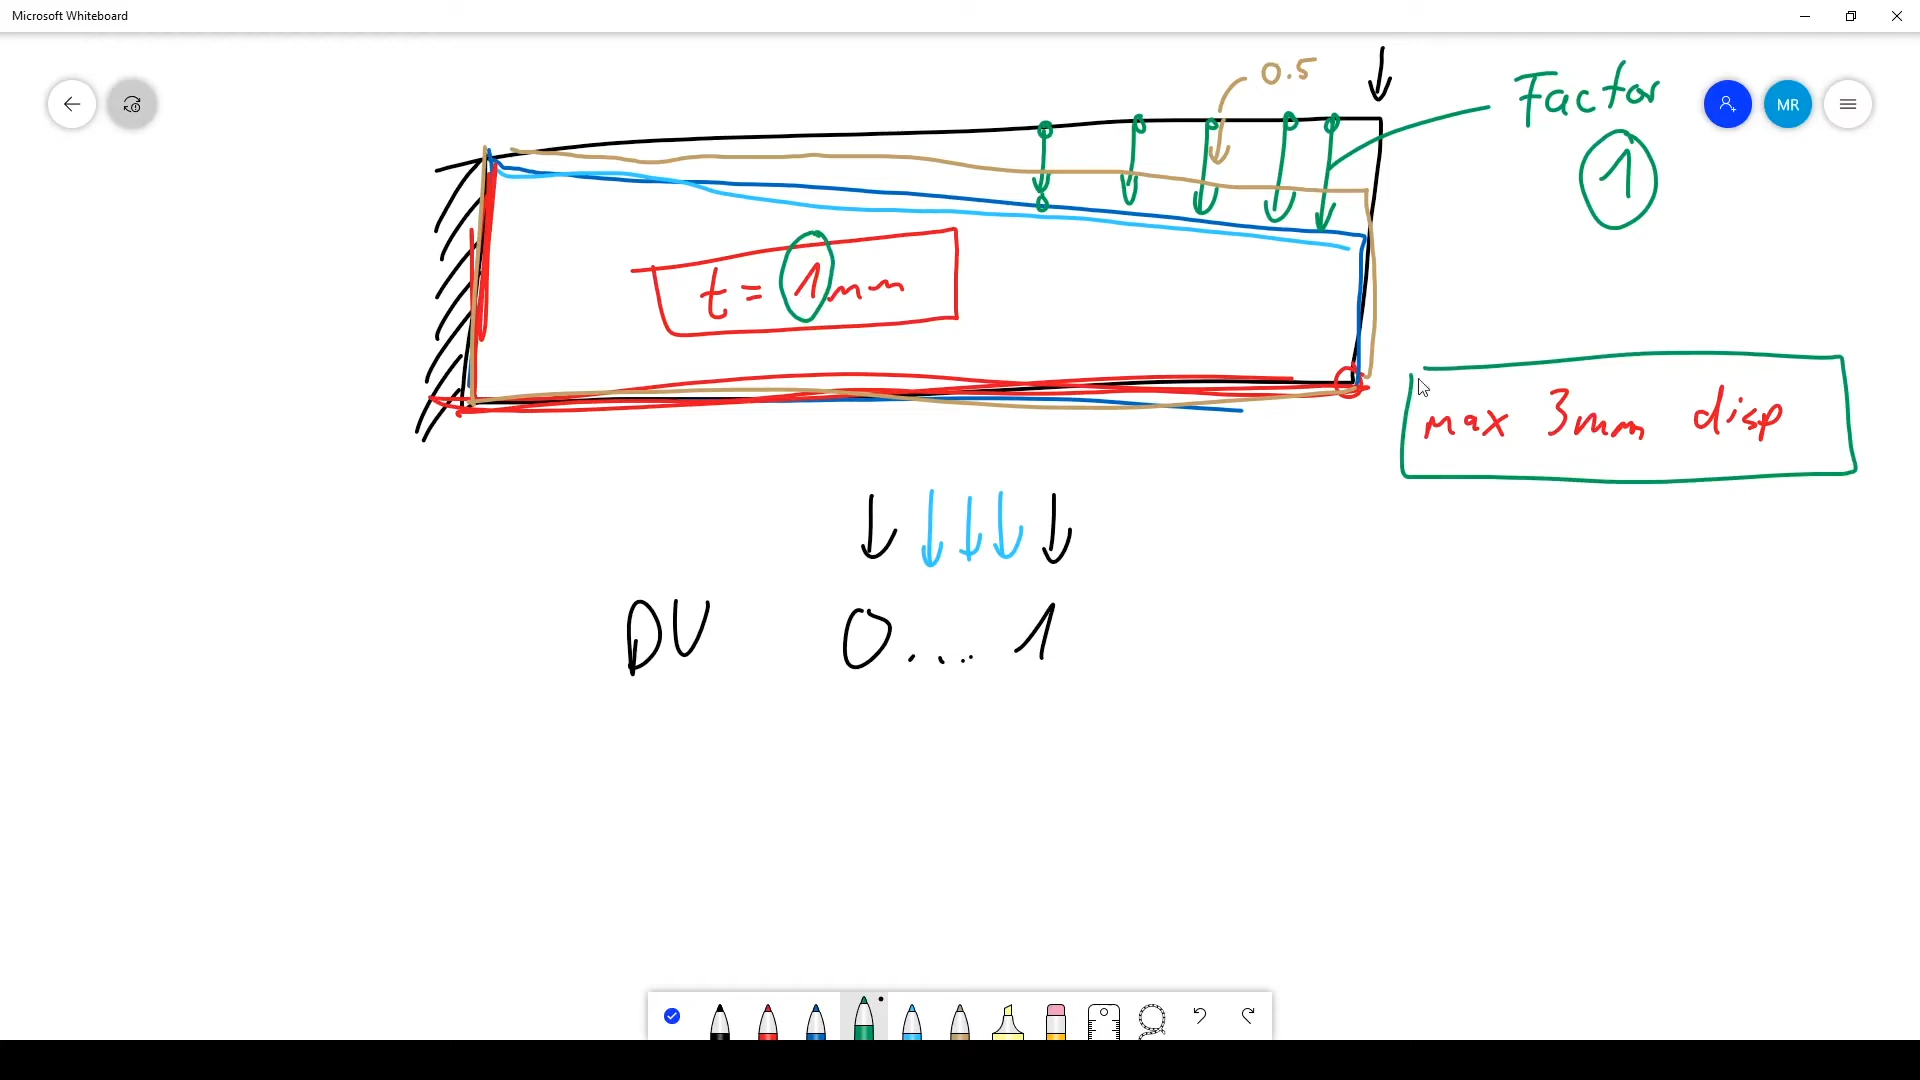 Microsoft Whiteboard
0.5
Factor
1
MR
t = 1mm
max 3mm disp
DV 0.... 1